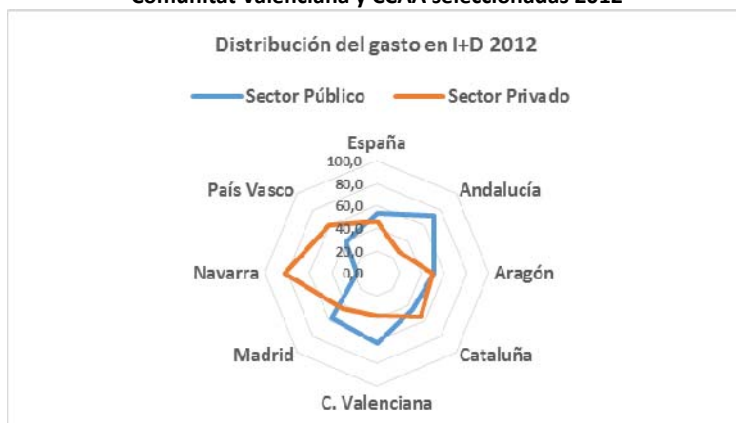 Comunitat Valenciana y CCAA seleccionadas 2012
Distribución del gasto en I+D 2012
Sector Público Sector Privado
España
100,0
80,0
60,0
40,0
20,0
0,0
Andalucía
Aragón
Cataluña
C. Valenciana
Madrid
Navarra
País Vasco